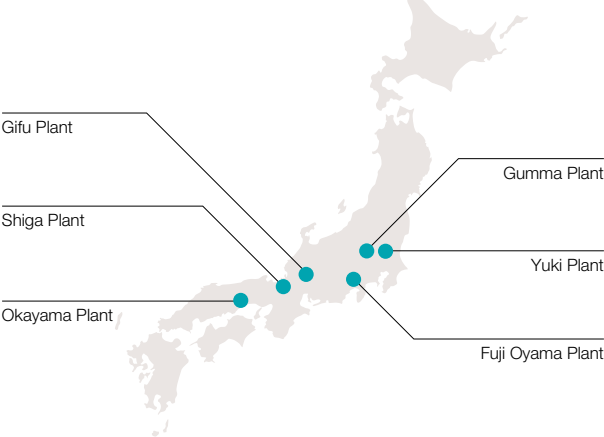 Gifu Plant
Gumma Plant
Shiga Plant
Yuki Plant
Okayama Plant
Fuji Oyama Plant